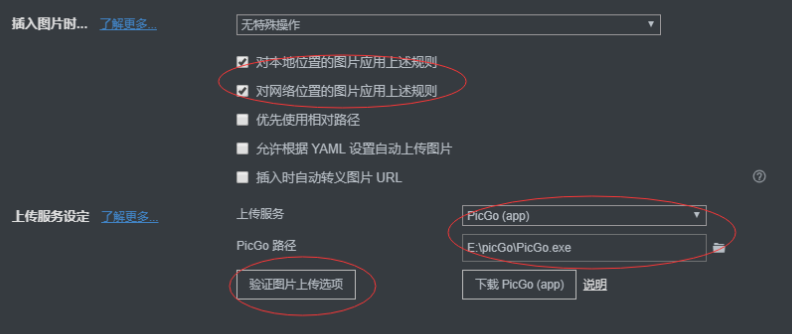 插入图片时... 了解更多... 无特殊操作
对本地位置的图片应用上述规则
对网络位置的图片应用上述规则
优先使用相对路径
允许根据 YAML 设置自动上传图片
插入时自动转义图片 URL
上传服务设定 了解更多... 上传服务 PicGo (app)
PicGo 路径 E:\picGo\PicGo.exe
验证图片上传选项 下载 PicGo (app) 说明